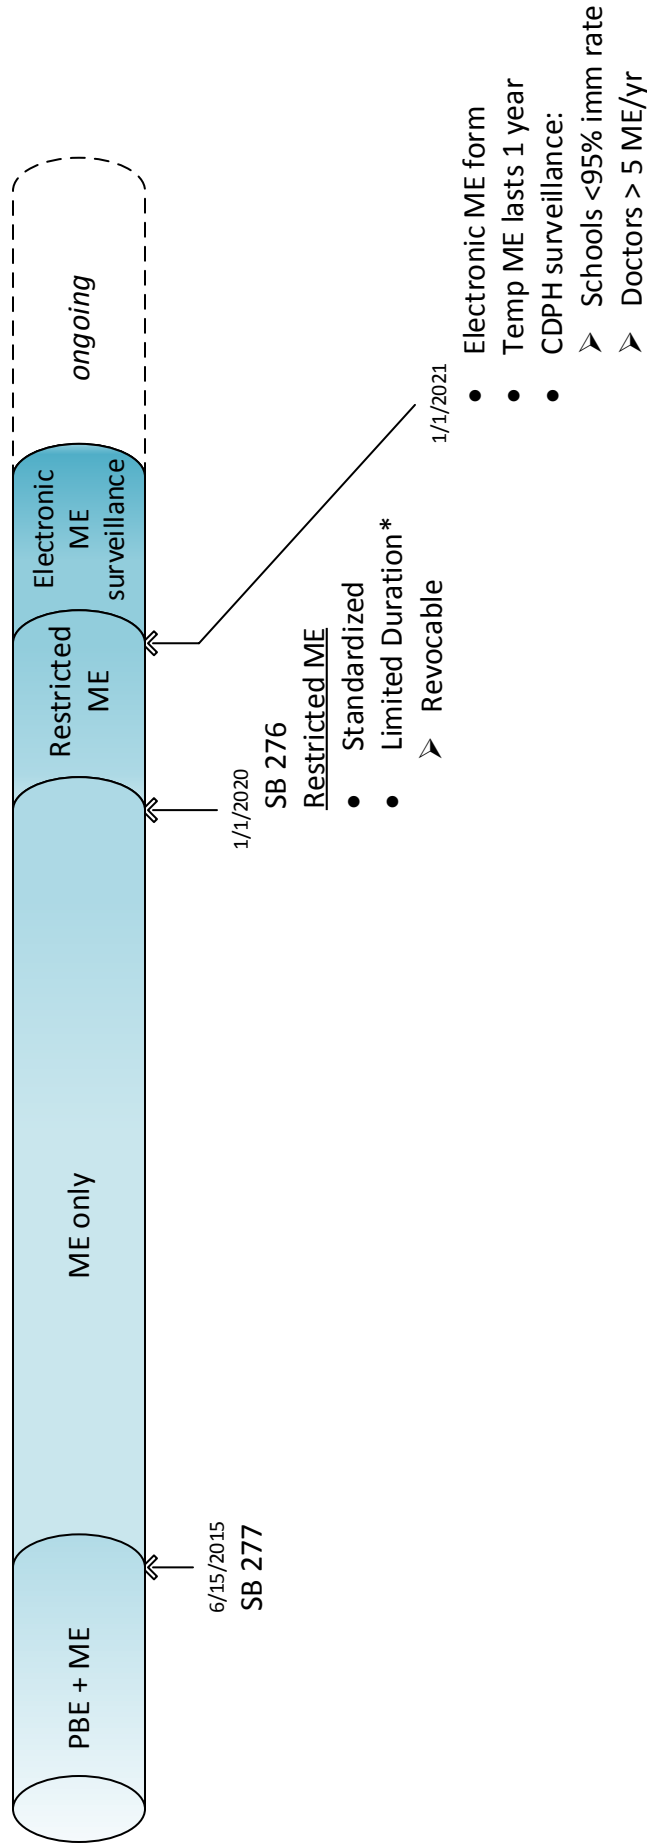 PBE + ME
ME only
Restricted
ME
Electronic
ME
surveillance
ongoing
6/15/2015
SB 277
1/1/2020
SB 276
Restricted ME
• Standardized
• Limited Duration*
➢ Revocable
1/1/2021
• Electronic ME form
• Temp ME lasts 1 year
• CDPH surveillance:
➢ Schools <95% imm rate
➢ Doctors > 5 ME/yr